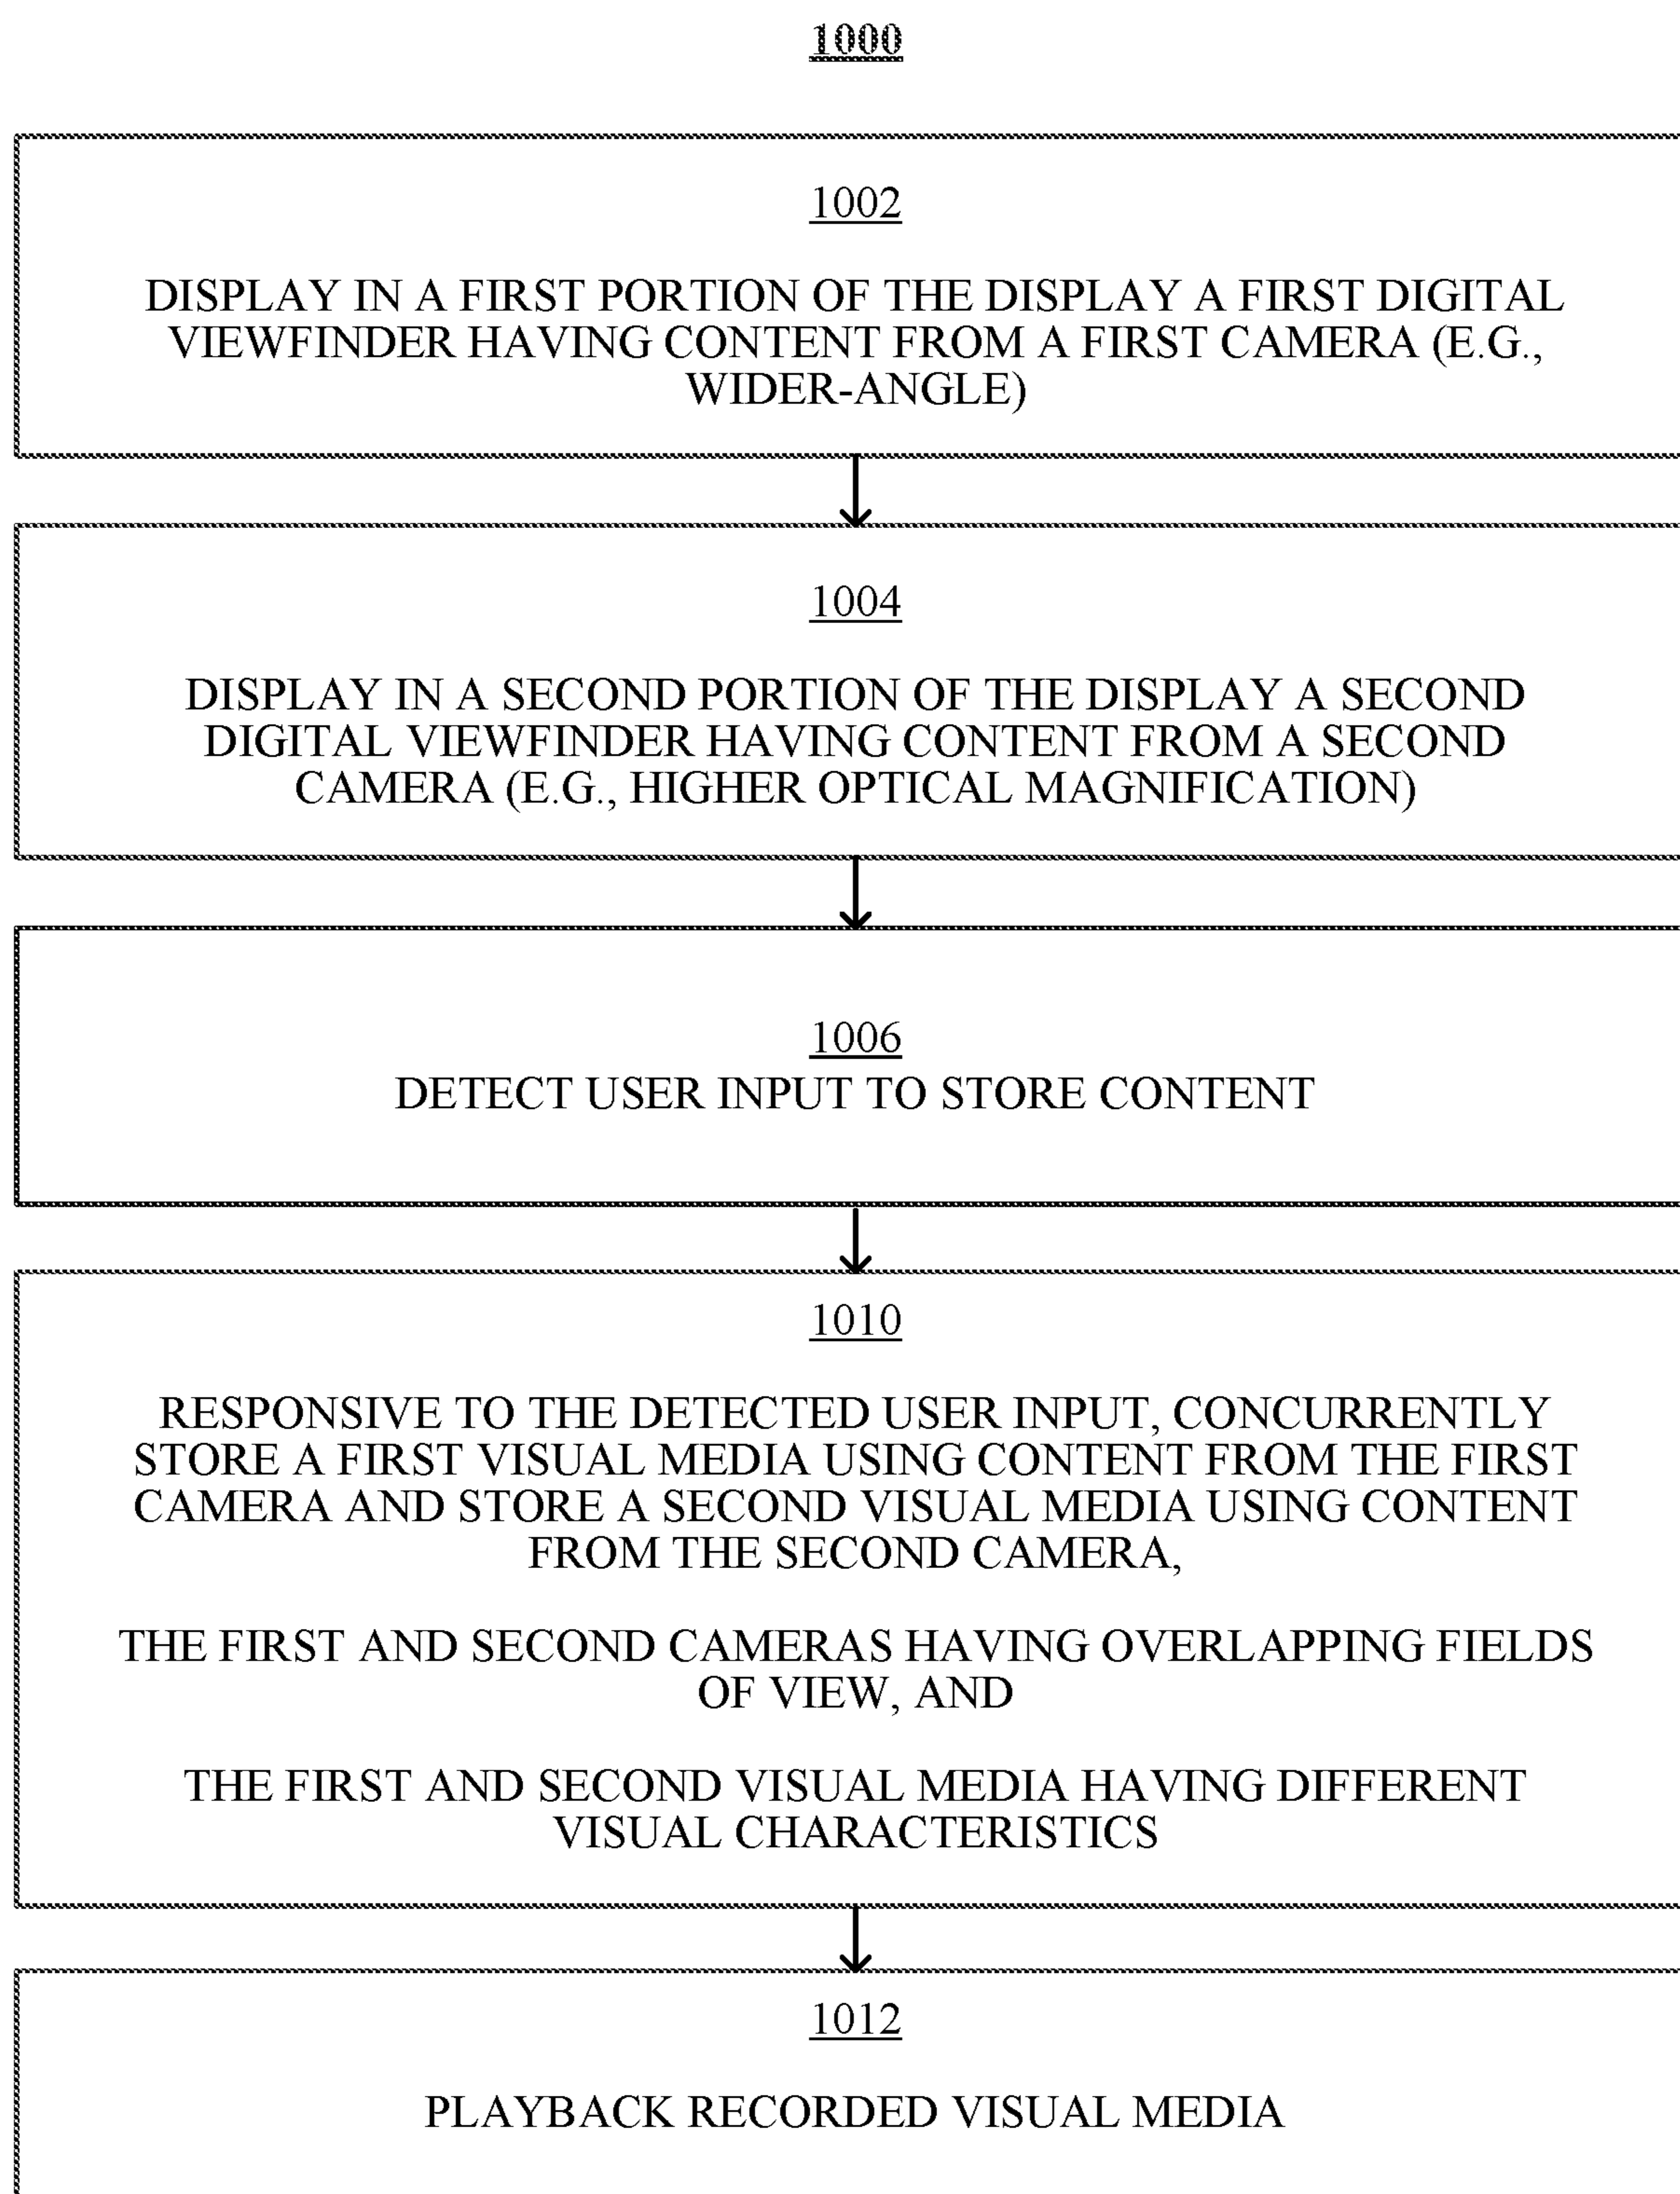 1000
1002
DISPLAY IN A FIRST PORTION OF THE DISPLAY A FIRST DIGITAL
VIEWFINDER HAVING CONTENT FROM A FIRST CAMERA (E.G.,
WIDER-ANGLE)
1004
DISPLAY IN A SECOND PORTION OF THE DISPLAY A SECOND
DIGITAL VIEWFINDER HAVING CONTENT FROM A SECOND
CAMERA (E.G., HIGHER OPTICAL MAGNIFICATION)
1006
DETECT USER INPUT TO STORE CONTENT
1010
RESPONSIVE TO THE DETECTED USER INPUT, CONCURRENTLY
STORE A FIRST VISUAL MEDIA USING CONTENT FROM THE FIRST
CAMERA AND STORE A SECOND VISUAL MEDIA USING CONTENT
FROM THE SECOND CAMERA,
THE FIRST AND SECOND CAMERAS HAVING OVERLAPPING FIELDS
OF VIEW, AND
THE FIRST AND SECOND VISUAL MEDIA HAVING DIFFERENT
VISUAL CHARACTERISTICS
1012
PLAYBACK RECORDED VISUAL MEDIA